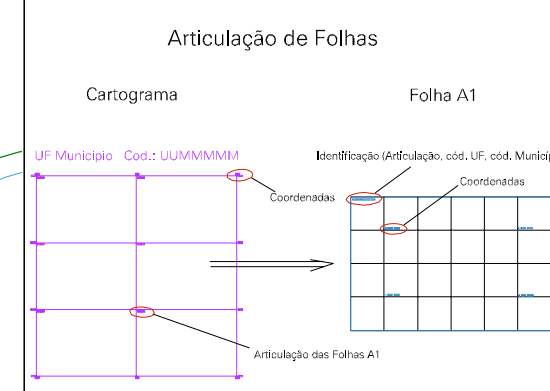 Articulação de Folhas
Cartograma
Folha A1
UF Municipio Cod.: UUMMMMM
Identificação (Articulação, cód. UF, cód. Municíp
Coordenadas
Coordenadas
Articulação das Folhas A1